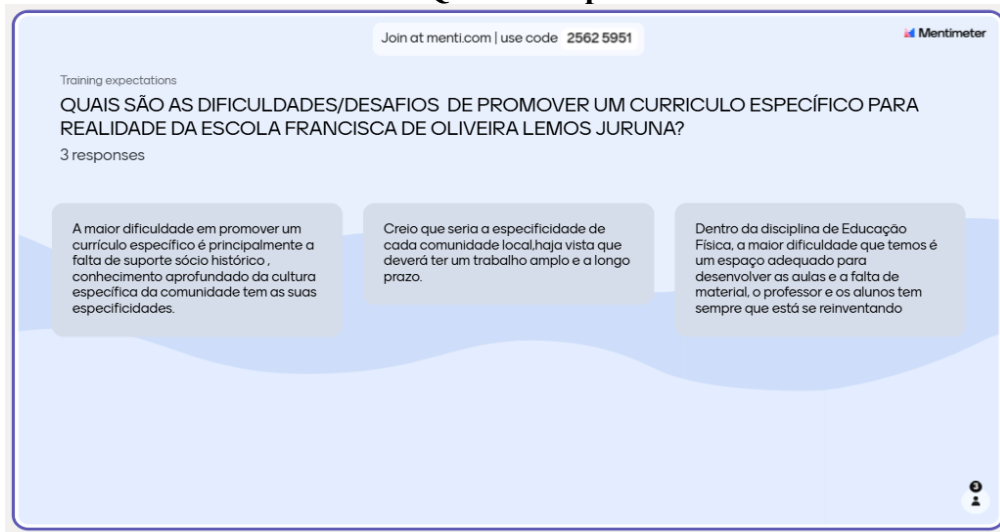 Join at menti.com | use code 2562 5951
Mentimeter
Training expectations
QUAIS SÃO AS DIFICULDADES/DESAFIOS DE PROMOVER UM CURRICULO ESPECÍFICO PARA
REALIDADE DA ESCOLA FRANCISCA DE OLIVEIRA LEMOS JURUNA?
3 responses
A maior dificuldade em promover um
currículo específico é principalmente a
falta de suporte sócio histórico ,
conhecimento aprofundado da cultura
específica da comunidade tem as suas
especificidades.
Creio que seria a especificidade de
cada comunidade local,haja vista que
deverá ter um trabalho amplo e a longo
prazo.
Dentro da disciplina de Educação
Física, a maior dificuldade que temos é
um espaço adequado para
desenvolver as aulas e a falta de
material, o professor e os alunos tem
sempre que está se reinventando
3